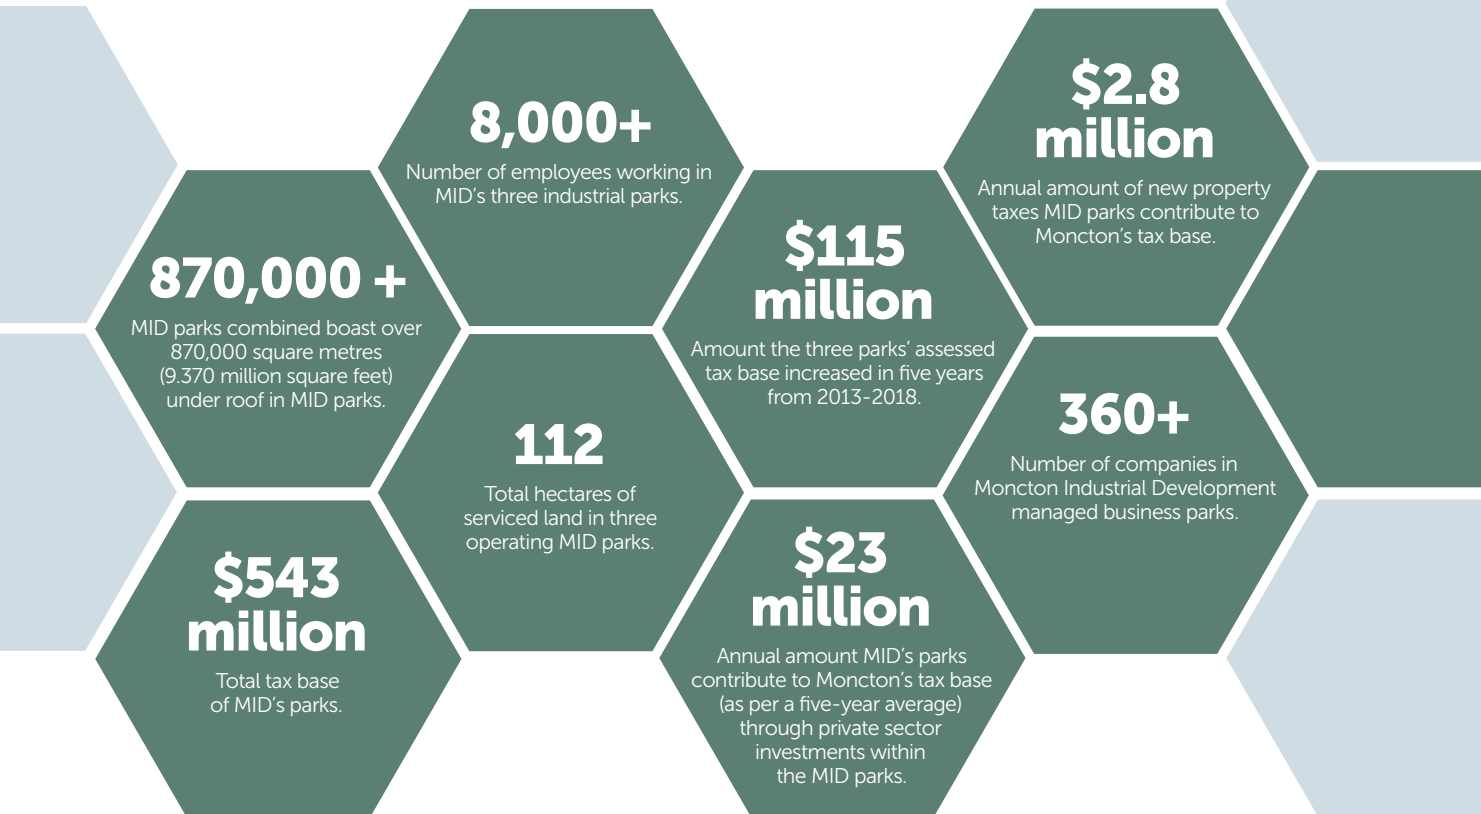 8,000+
Number of employees working in
MID's three industrial parks.
$2.8
million
Annual amount of new property
taxes MID parks contribute to
Moncton's tax base.
870,000 +
MID parks combined boast over
870,000 square metres
(9.370 million square feet)
under roof in MID parks.
$115
million
Amount the three parks' assessed
tax base increased in five years
from 2013-2018.
112
Total hectares of
serviced land in three
operating MID parks.
360+
Number of companies in
Moncton Industrial Development
managed business parks.
$543
million
Total tax base
of MID's parks.
$23
million
Annual amount MID's parks
contribute to Moncton's tax base
(as per a five-year average)
through private sector
investments within
the MID parks.